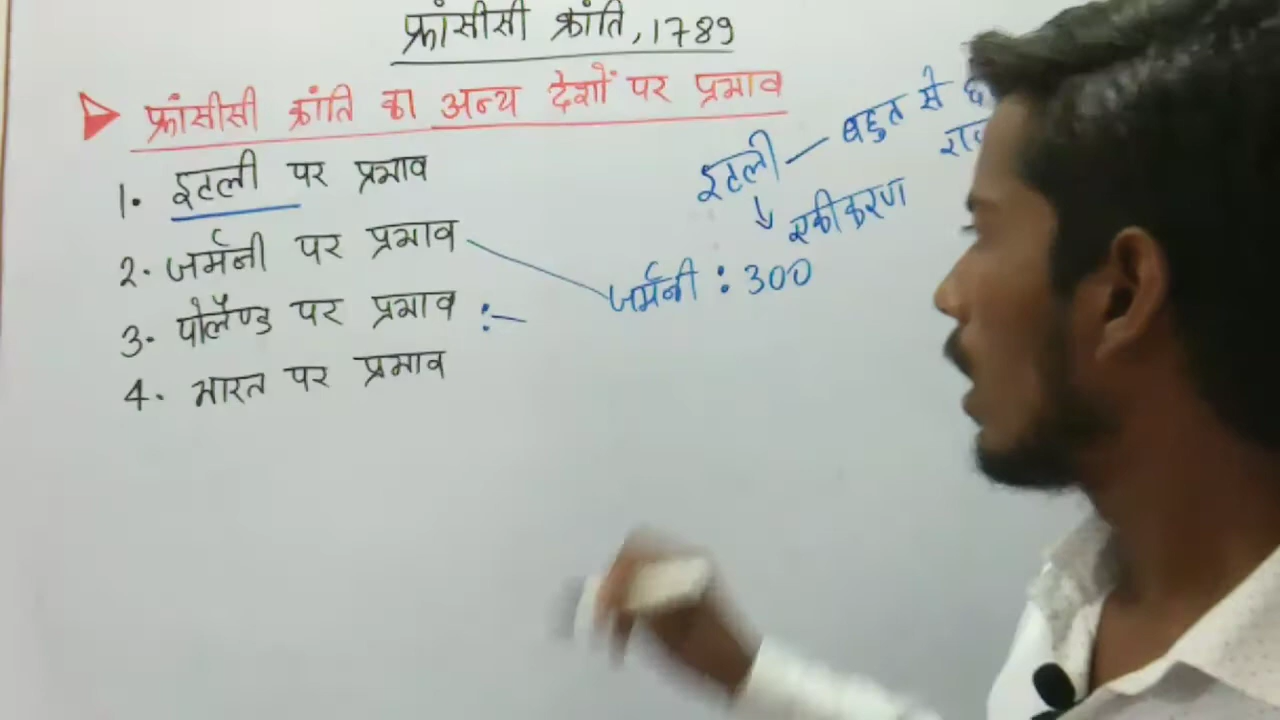 फ्रांसीसी क्रांति, 1789
फ्रांसीसी क्रांति का अन्य देशों पर प्रभाव
1. इटली पर प्रभाव
2. जर्मनी पर प्रभाव
3. पोलैण्ड पर प्रभाव :-
4. भारत पर प्रभाव
इटली — बहुत से
↓ एकीकरण
जर्मनी : 300